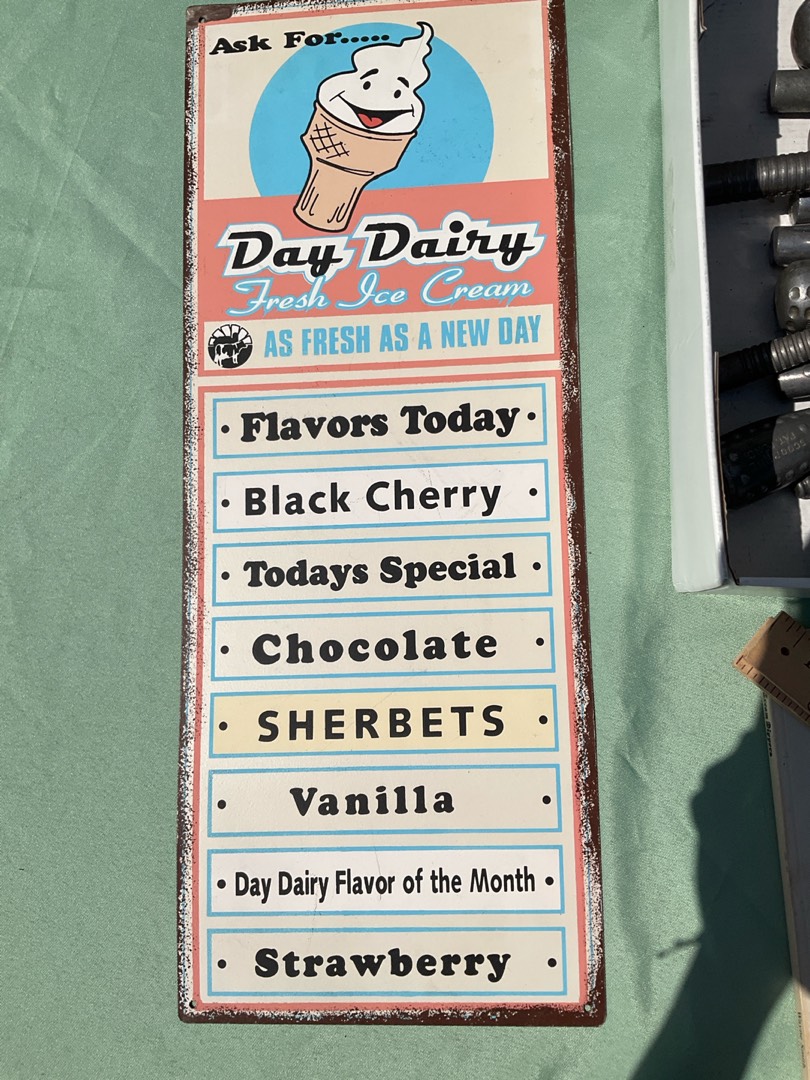 Ask For.....
Day Dairy
Fresh Ice Cream
AS FRESH AS A NEW DAY
• Flavors Today •
• Black Cherry •
• Todays Special •
• Chocolate •
• SHERBETS •
• Vanilla •
• Day Dairy Flavor of the Month •
• Strawberry •